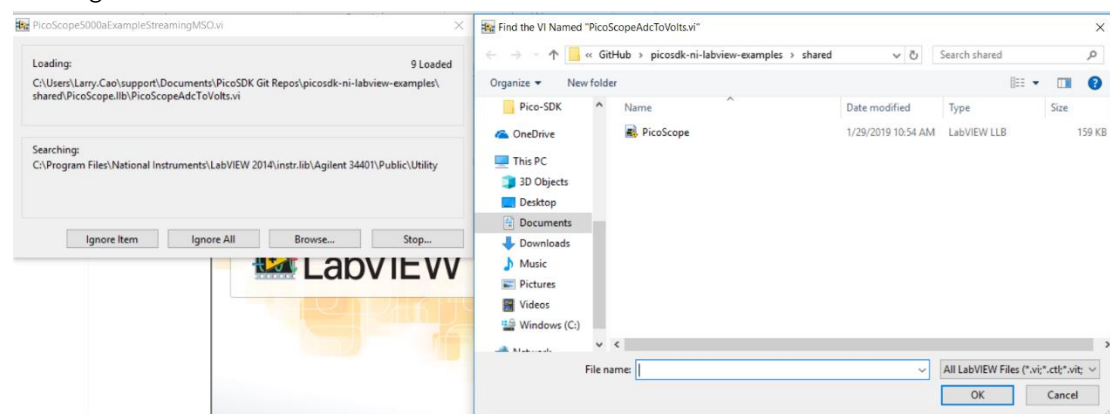 PicoScope5000aExampleStreamingMSO.vi
Loading:
9 Loaded
C:\Users\Larry.Cao\support\Documents\PicoSDK Git Repos\picosdk-ni-labview-examples\
shared\PicoScope.llb\PicoScopeAdcToVolts.vi
Searching:
C:\Program Files\National Instruments\LabVIEW 2014\instr.lib\Agilent 34401\Public\Utility
Ignore Item Ignore All Browse... Stop...
LabVIEW
Find the VI Named "PicoScopeAdcToVolts.vi"
« GitHub › picosdk-ni-labview-examples › shared
Search shared
Organize New folder
Name Date modified Type Size
PicoScope 1/29/2019 10:54 AM LabVIEW LLB 159 KB
Pico-SDK
OneDrive
This PC
3D Objects
Desktop
Documents
Downloads
Music
Pictures
Videos
Windows (C:)
File name:
All LabVIEW Files (*.vi;*.ctl;*.vit;
OK Cancel